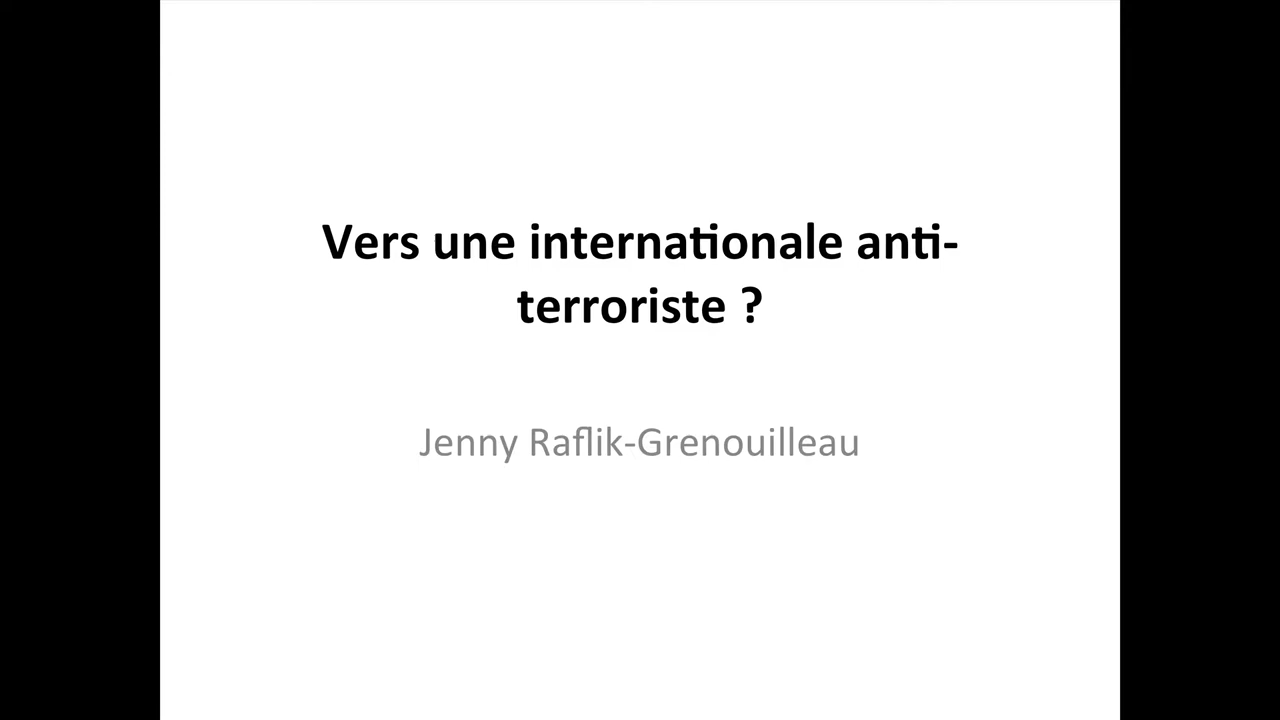 Vers une internationale anti-
terroriste ?
Jenny Raflik-Grenouilleau